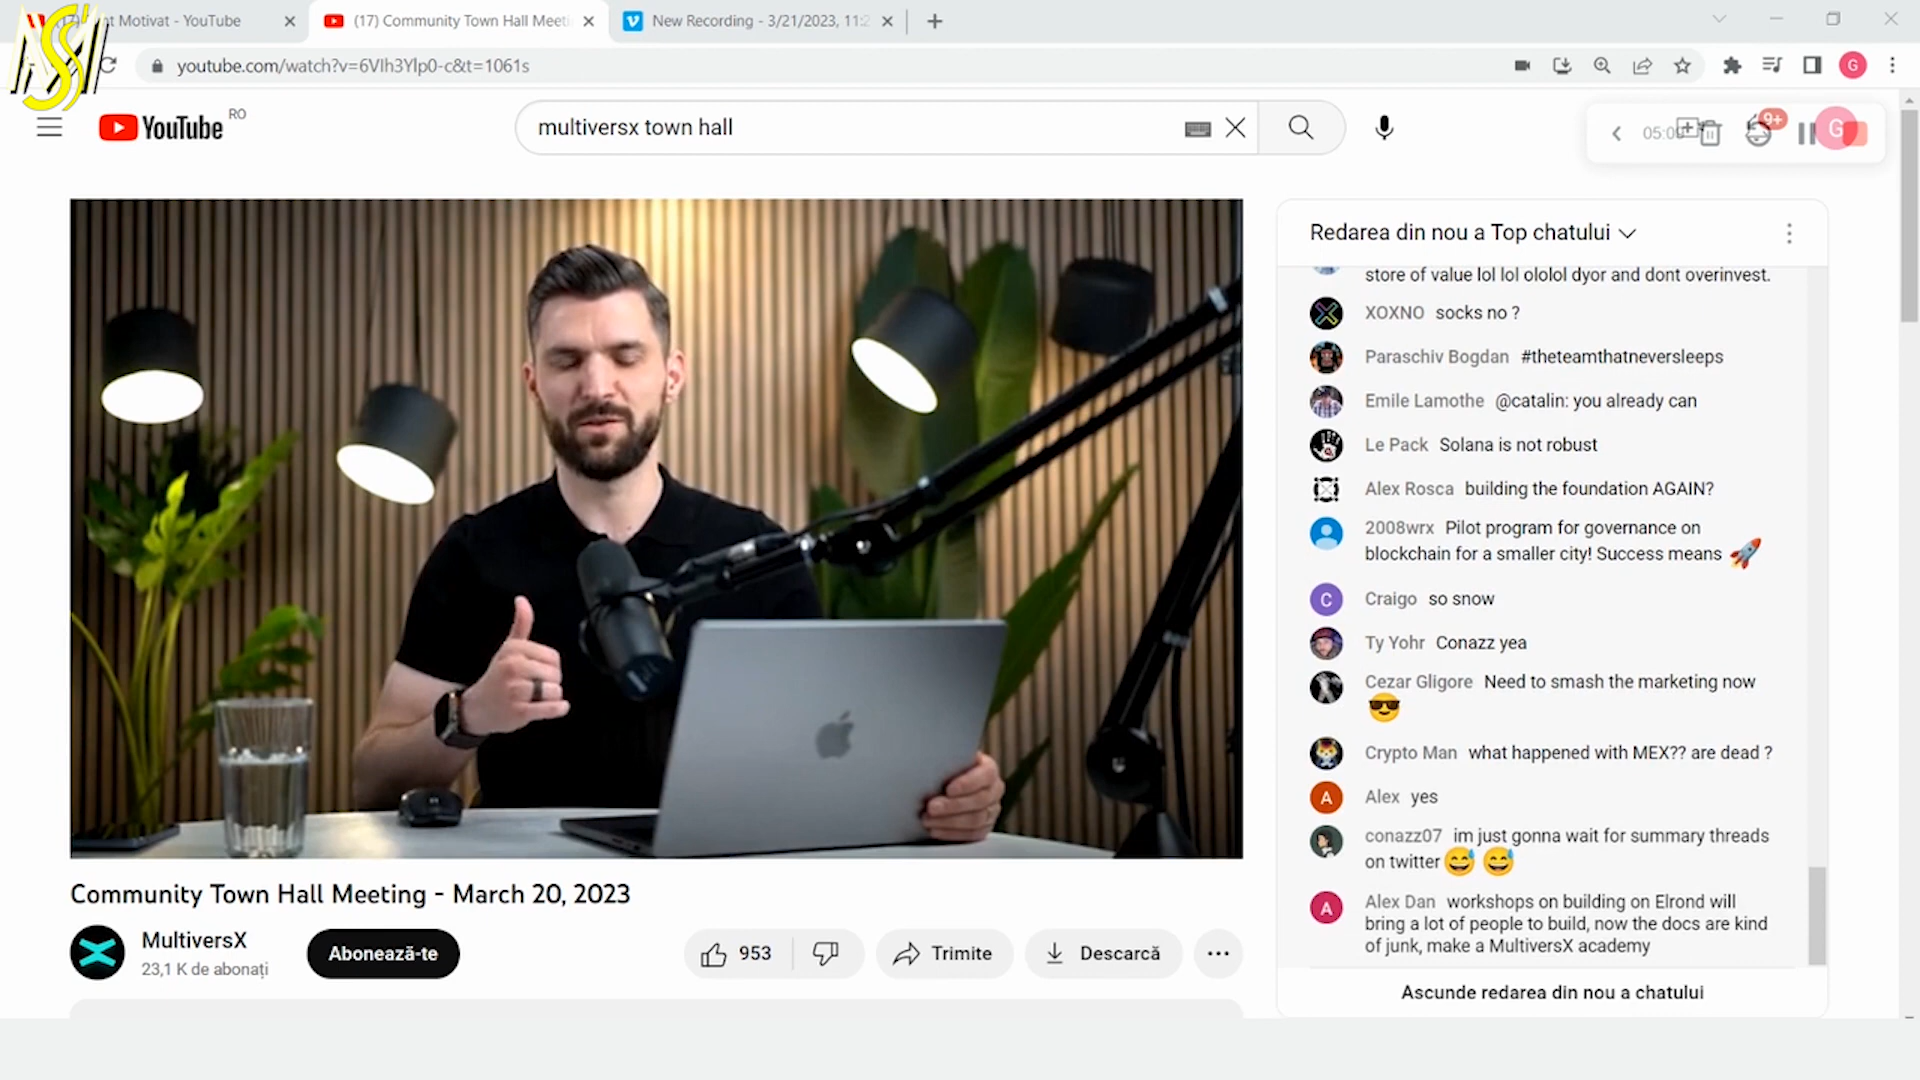 nt Motivat - YouTube
(17) Community Town Hall Meeti
New Recording - 3/21/2023, 11:2
youtube.com/watch?v=6VIh3Ylp0-c&t=1061s
G
YouTube RO
multiversx town hall
9+
G
Redarea din nou a Top chatului
store of value lol lol ololol dyor and dont overinvest.
XOXNO socks no ?
Paraschiv Bogdan #theteamthatneversleeps
Emile Lamothe @catalin: you already can
Le Pack Solana is not robust
Alex Rosca building the foundation AGAIN?
2008wrx Pilot program for governance on
blockchain for a smaller city! Success means 🚀
C Craigo so snow
Ty Yohr Conazz yea
Cezar Gligore Need to smash the marketing now
😎
Crypto Man what happened with MEX?? are dead ?
A Alex yes
conazz07 im just gonna wait for summary threads
on twitter 😅 😅
A Alex Dan workshops on building on Elrond will
bring a lot of people to build, now the docs are kind
of junk, make a MultiversX academy
Ascunde redarea din nou a chatului
Community Town Hall Meeting - March 20, 2023
MultiversX
23,1 K de abonați
Abonează-te
953
Trimite
Descarcă